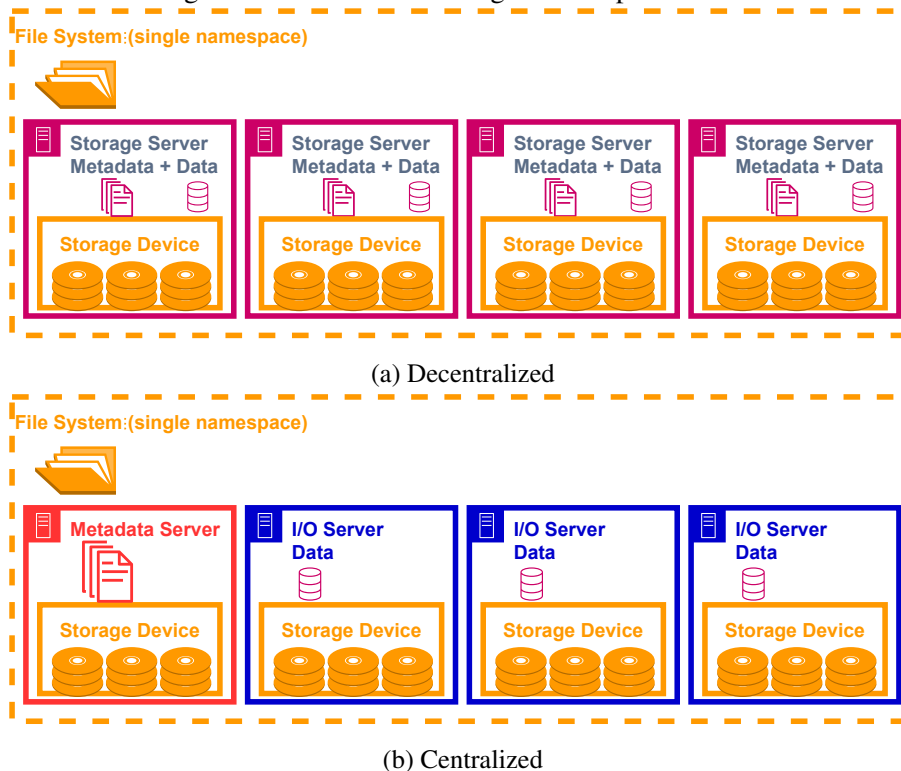 File System:(single namespace)
Storage Server
Metadata + Data
Storage Device
Storage Server
Metadata + Data
Storage Device
Storage Server
Metadata + Data
Storage Device
Storage Server
Metadata + Data
Storage Device
(a) Decentralized
File System:(single namespace)
Metadata Server
Storage Device
I/O Server
Data
Storage Device
I/O Server
Data
Storage Device
I/O Server
Data
Storage Device
(b) Centralized